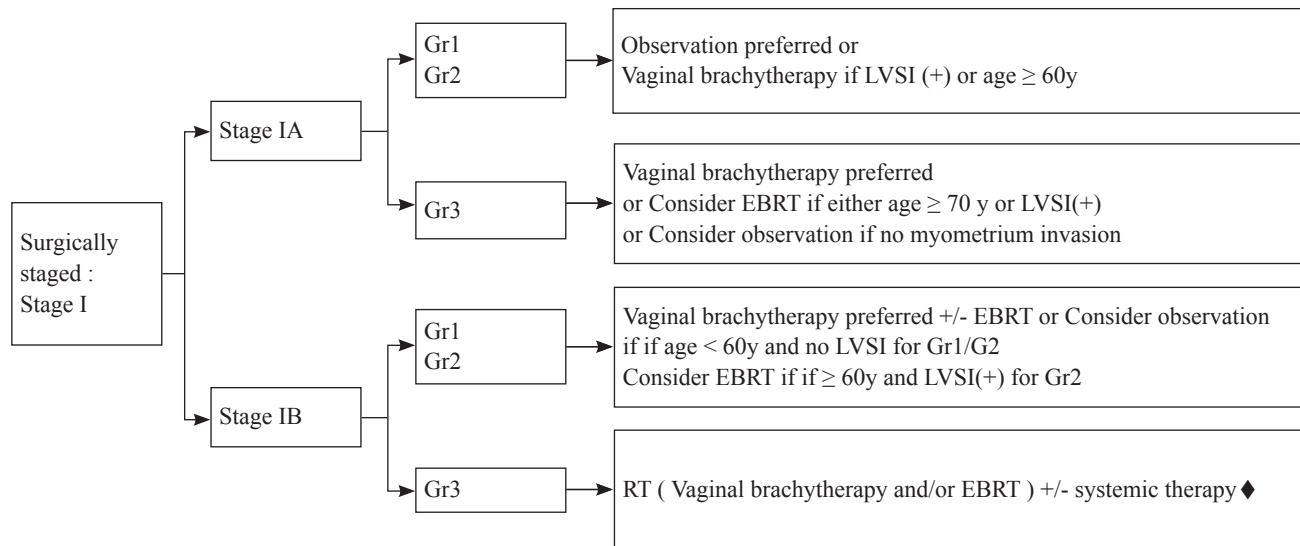 Surgically
staged :
Stage I
Stage IA
Gr1
Gr2
Observation preferred or
Vaginal brachytherapy if LVSI (+) or age ≥ 60y
Gr3
Vaginal brachytherapy preferred
or Consider EBRT if either age ≥ 70 y or LVSI(+)
or Consider observation if no myometrium invasion
Stage IB
Gr1
Gr2
Vaginal brachytherapy preferred +/- EBRT or Consider observation
if if age < 60y and no LVSI for Gr1/G2
Consider EBRT if if ≥ 60y and LVSI(+) for Gr2
Gr3
RT ( Vaginal brachytherapy and/or EBRT ) +/- systemic therapy ♦